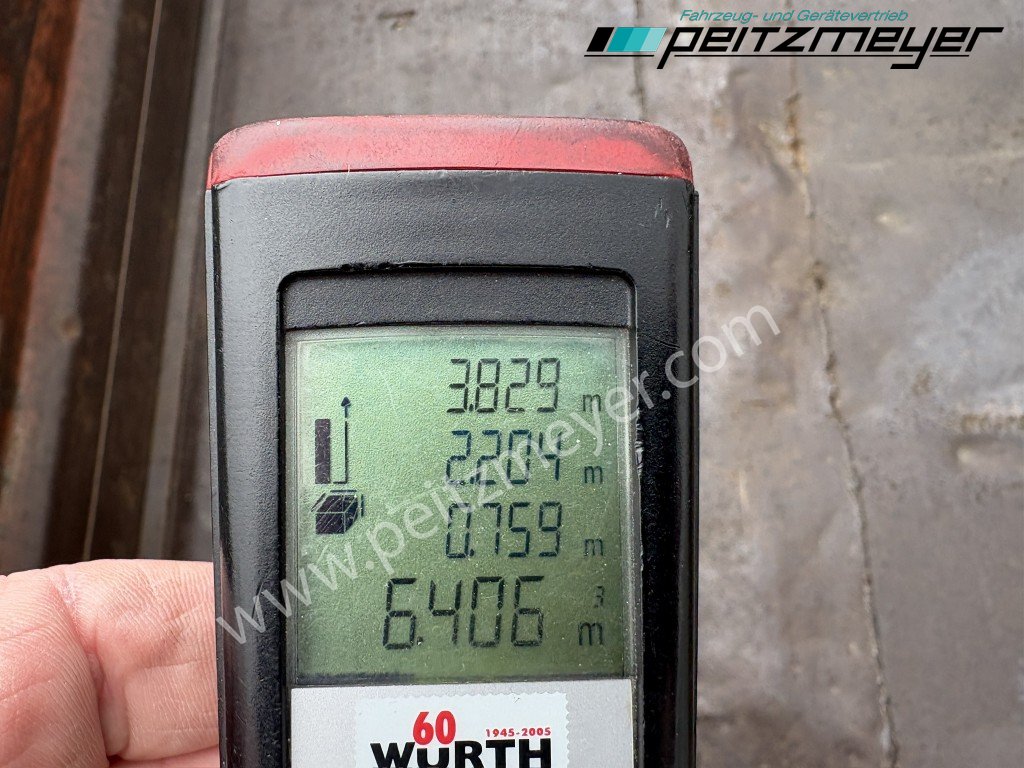 Fahrzeug- und Gerätevertrieb
peitzmeyer
3.829 m
2.204 m
0.759 m
6.406 m³
www.peitzmeyer.com
60 1945-2005
WÜRTH